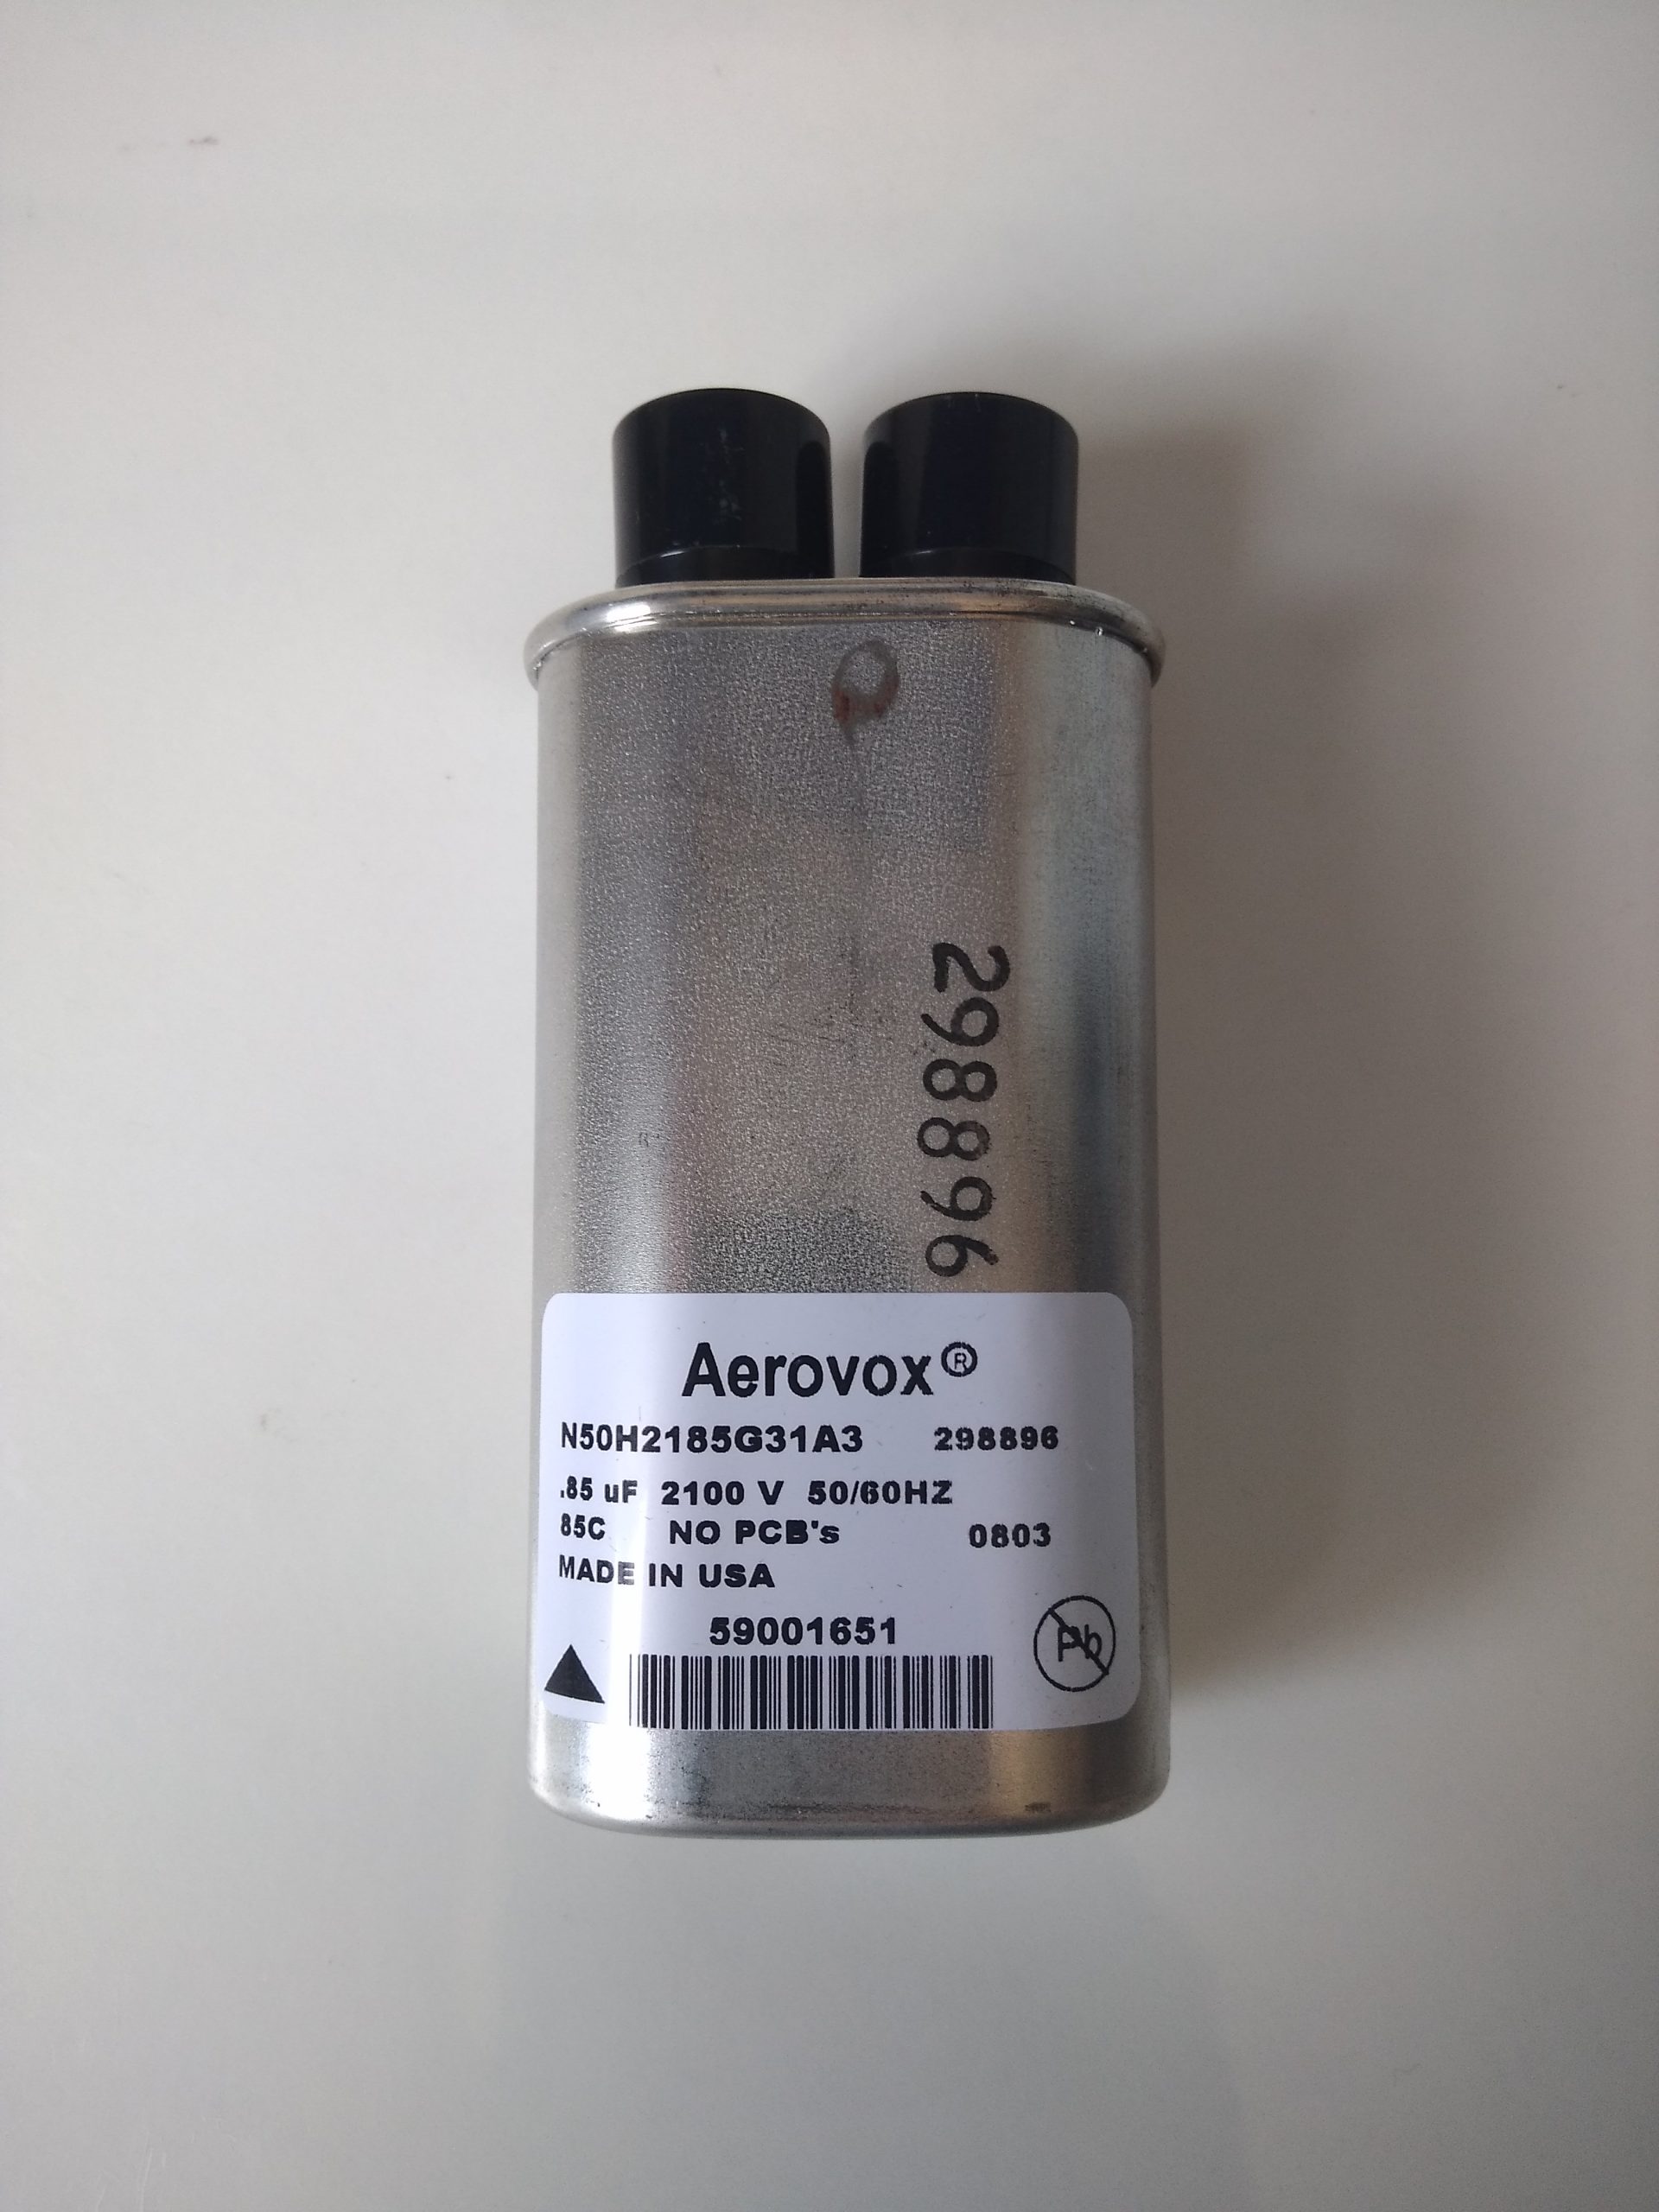 298896
Aerovox®
N50H2185G31A3 298896
.85 uF 2100 V 50/60HZ
85C NO PCB's 0803
MADE IN USA
59001651
Pb